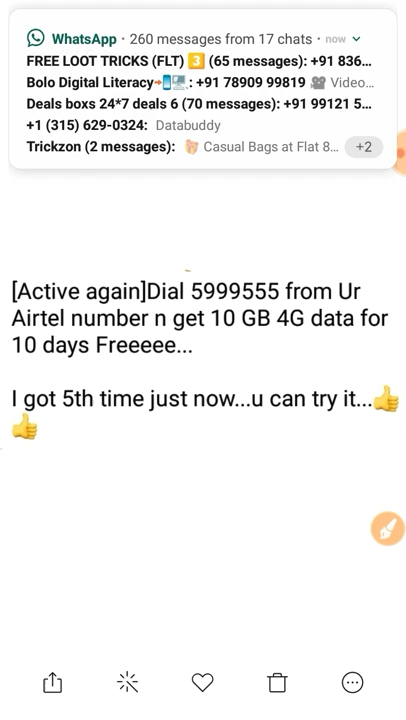 WhatsApp · 260 messages from 17 chats · now
FREE LOOT TRICKS (FLT) 3️⃣ (65 messages): +91 836...
Bolo Digital Literacy📲💻: +91 78909 99819 🎥 Video...
Deals boxs 24*7 deals 6 (70 messages): +91 99121 5...
+1 (315) 629-0324: Databuddy
Trickzon (2 messages): Casual Bags at Flat 8... +2
[Active again]Dial 5999555 from Ur
Airtel number n get 10 GB 4G data for
10 days Freeeee...
I got 5th time just now...u can try it...👍
👍